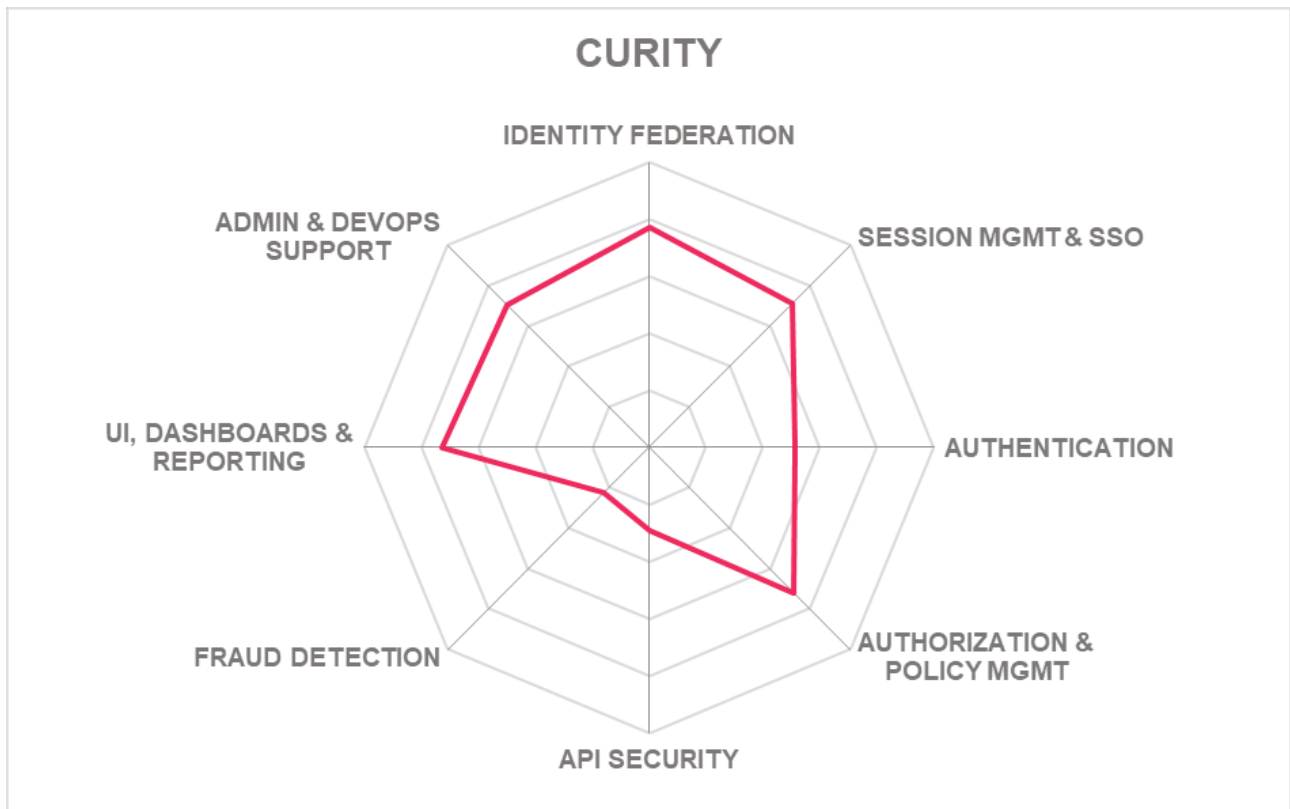 CURITY
IDENTITY FEDERATION
ADMIN & DEVOPS
SUPPORT
SESSION MGMT & SSO
UI, DASHBOARDS &
REPORTING
AUTHENTICATION
FRAUD DETECTION
AUTHORIZATION &
POLICY MGMT
API SECURITY